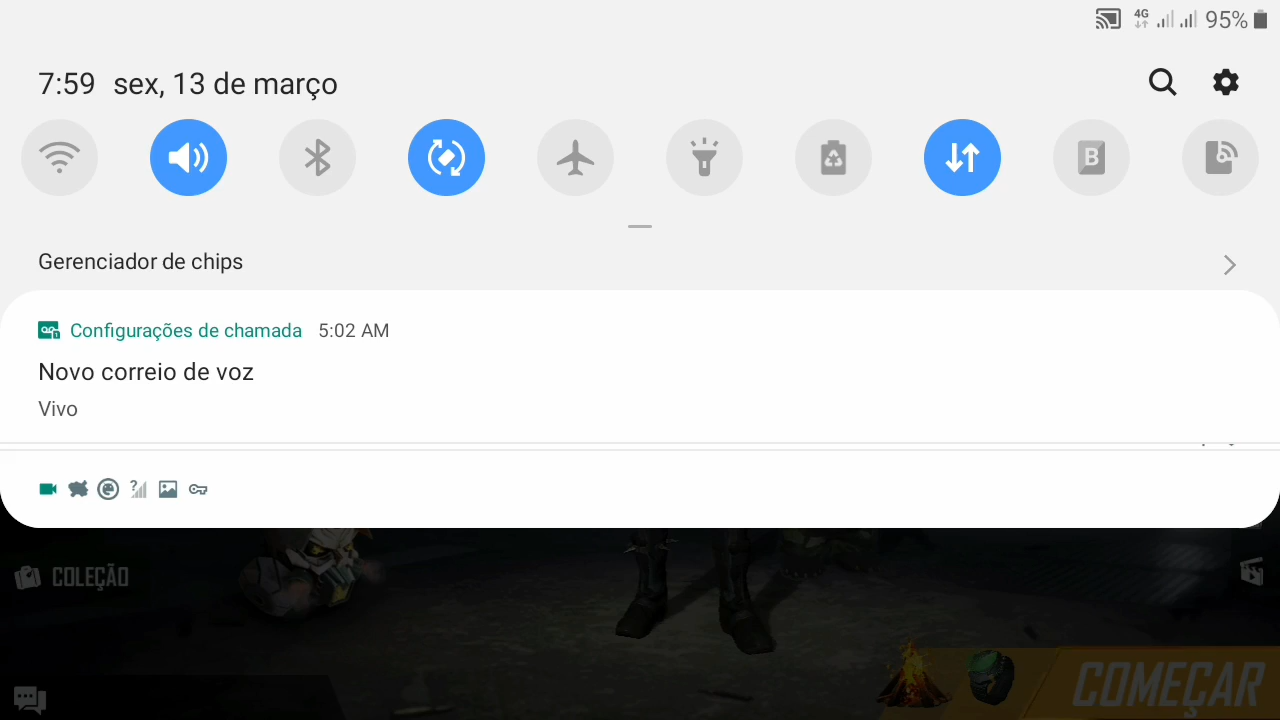 4G 95%
7:59 sex, 13 de março
B
Gerenciador de chips
Configurações de chamada 5:02 AM
Novo correio de voz
Vivo
?
COLEÇÃO
COMEÇAR